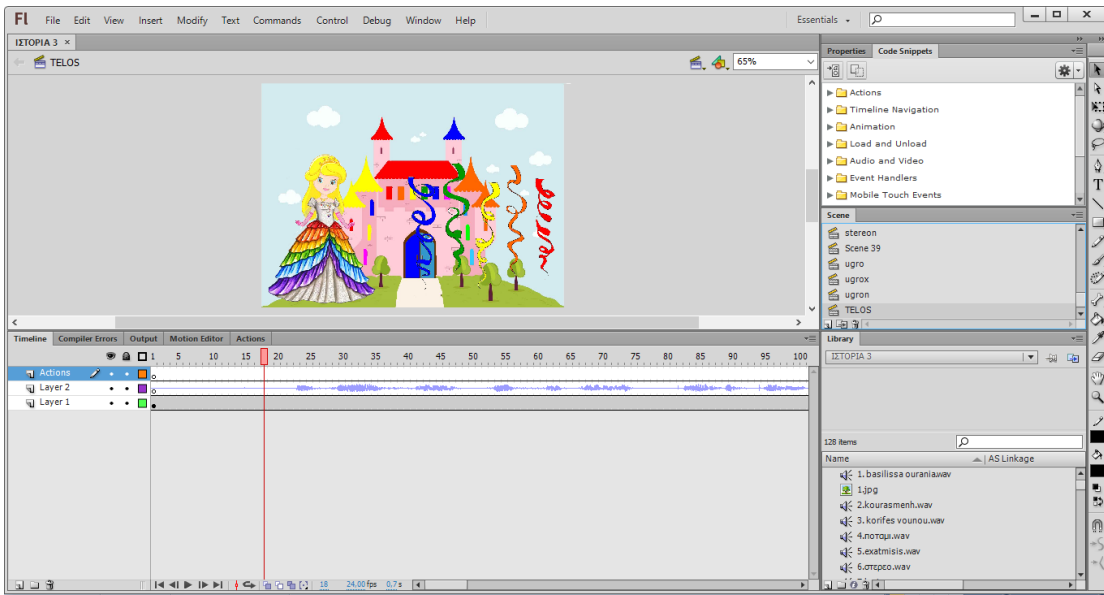 Fl File Edit View Insert Modify Text Commands Control Debug Window Help Essentials
ΙΣΤΟΡΙΑ 3 ×
TELOS 65%
Properties Code Snippets
Actions
Timeline Navigation
Animation
Load and Unload
Audio and Video
Event Handlers
Mobile Touch Events
Scene
stereon
Scene 39
ugro
ugrox
ugron
TELOS
Timeline Compiler Errors Output Motion Editor Actions
1 5 10 15 20 25 30 35 40 45 50 55 60 65 70 75 80 85 90 95 100
Actions
Layer 2
Layer 1
18 24.00 fps 0.7 s
Library
ΙΣΤΟΡΙΑ 3
128 items
Name AS Linkage
1. basilissa ourania.wav
1.jpg
2.kourasmenh.wav
3. korifes vounou.wav
4.ποταμι.wav
5.exatmisis.wav
6.στερεο.wav